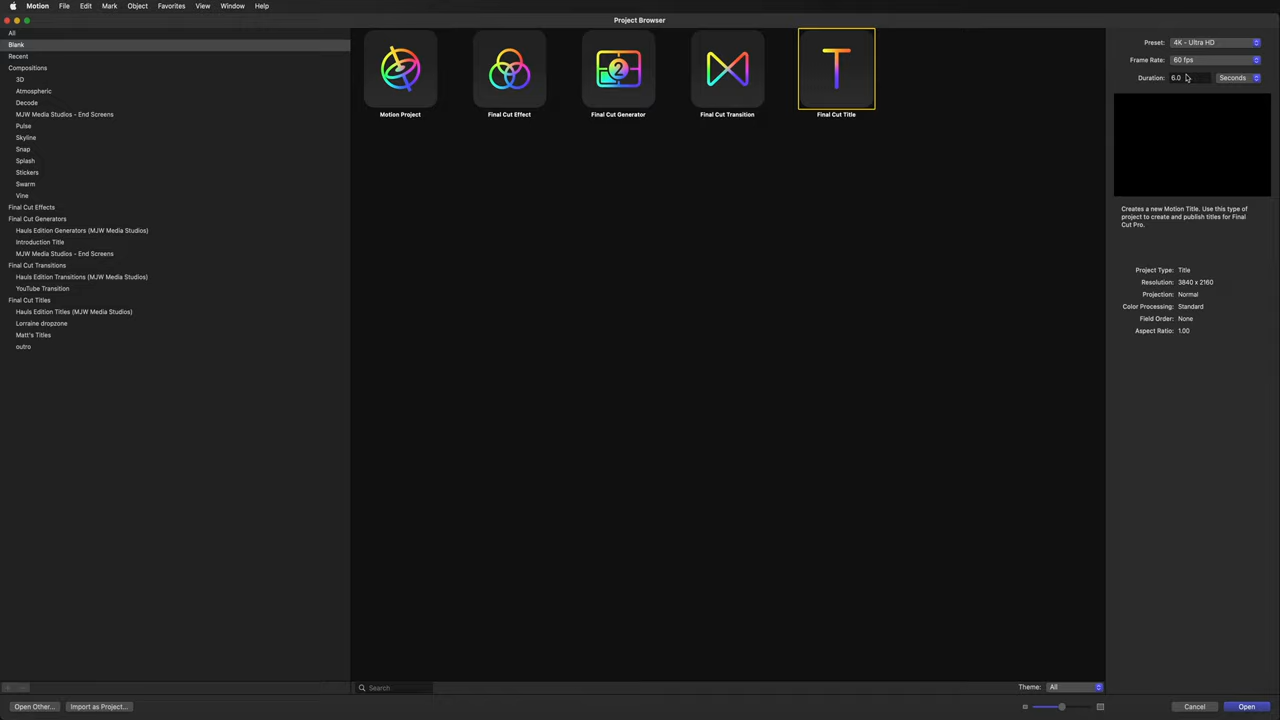 Motion File Edit Mark Object Favorites View Window Help
Project Browser
All
Blank
Recent
Compositions
3D
Atmospheric
Decode
MJW Media Studios - End Screens
Pulse
Skyline
Snap
Splash
Stickers
Swarm
Vine
Final Cut Effects
Final Cut Generators
Hauls Edition Generators (MJW Media Studios)
Introduction Title
MJW Media Studios - End Screens
Final Cut Transitions
Hauls Edition Transitions (MJW Media Studios)
YouTube Transition
Final Cut Titles
Hauls Edition Titles (MJW Media Studios)
Lorraine dropzone
Matt's Titles
outro
2
T
Motion Project
Final Cut Effect
Final Cut Generator
Final Cut Transition
Final Cut Title
Preset: 4K - Ultra HD
Frame Rate: 60 fps
Duration: 6.0 Seconds
Creates a new Motion Title. Use this type of
project to create and publish titles for Final
Cut Pro.
Project Type: Title
Resolution: 3840 x 2160
Projection: Normal
Color Processing: Standard
Field Order: None
Aspect Ratio: 1.00
Search
Theme: All
Open Other...
Import as Project...
Cancel
Open